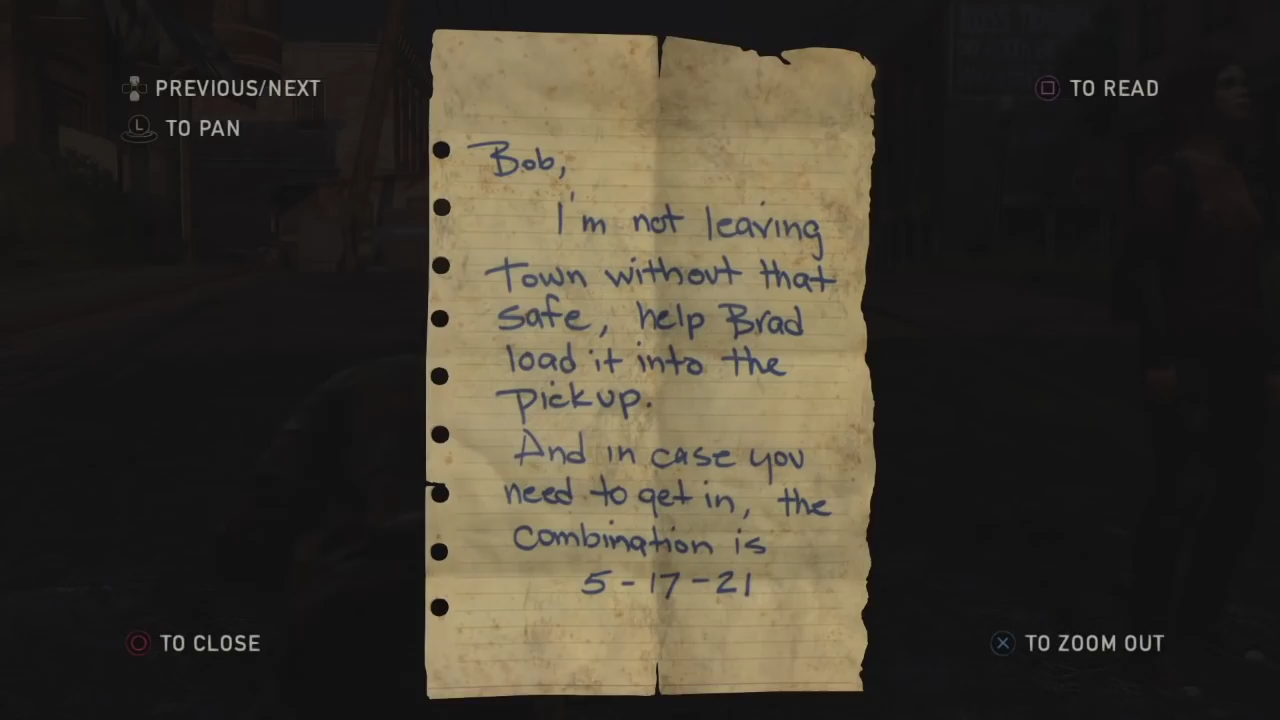 PREVIOUS/NEXT
TO PAN
TO READ
Bob,
I'm not leaving
town without that
safe, help Brad
load it into the
pickup.
And in case you
need to get in, the
combination is
5-17-21
TO CLOSE
TO ZOOM OUT